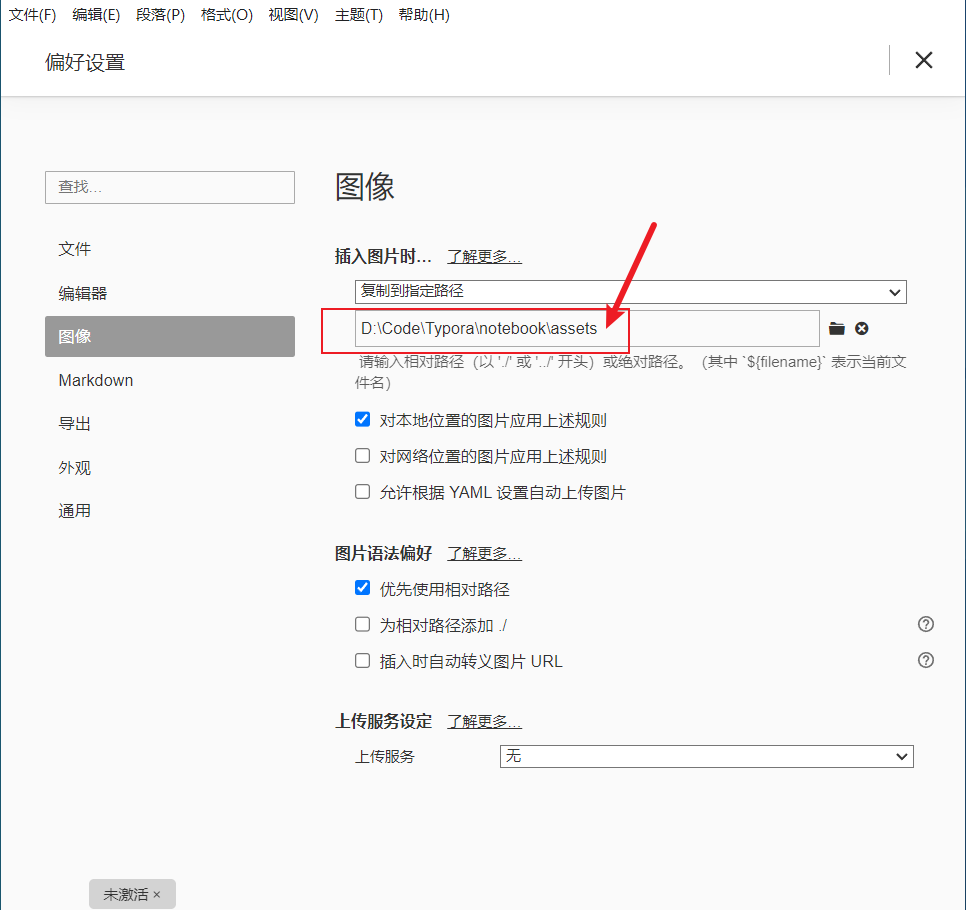 文件(F) 编辑(E) 段落(P) 格式(O) 视图(V) 主题(T) 帮助(H)
偏好设置
查找…
文件
编辑器
图像
Markdown
导出
外观
通用
图像
插入图片时… 了解更多…
复制到指定路径
D:\Code\Typora\notebook\assets
请输入相对路径（以 './' 或 '../' 开头）或绝对路径。 （其中 `${filename}` 表示当前文
件名）
对本地位置的图片应用上述规则
对网络位置的图片应用上述规则
允许根据 YAML 设置自动上传图片
图片语法偏好 了解更多…
优先使用相对路径
为相对路径添加 ./
插入时自动转义图片 URL
上传服务设定 了解更多…
上传服务 无
未激活 ×